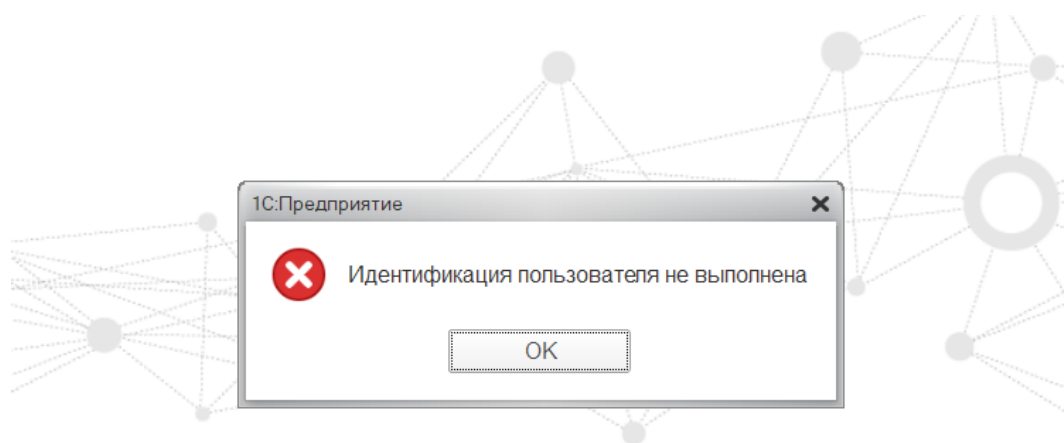 1С:Предприятие
Идентификация пользователя не выполнена
OK